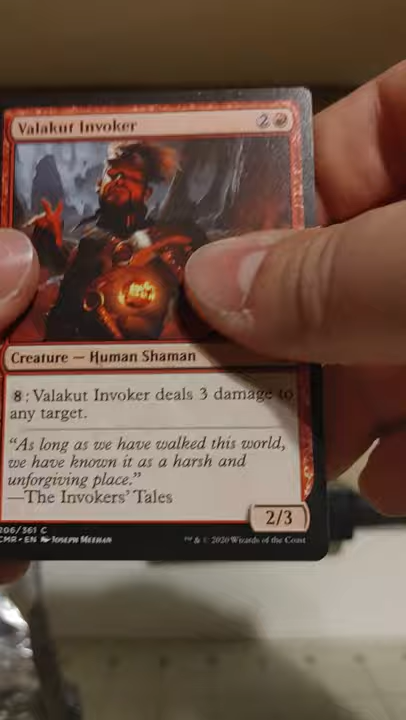 Valakut Invoker 2
Creature — Human Shaman
8: Valakut Invoker deals 3 damage to
any target.
“As long as we have walked this world,
we have known it as a harsh and
unforgiving place.”
—The Invokers’ Tales
2/3
206/361 C
CMR • EN Joseph Meehan
™ & © 2020 Wizards of the Coast